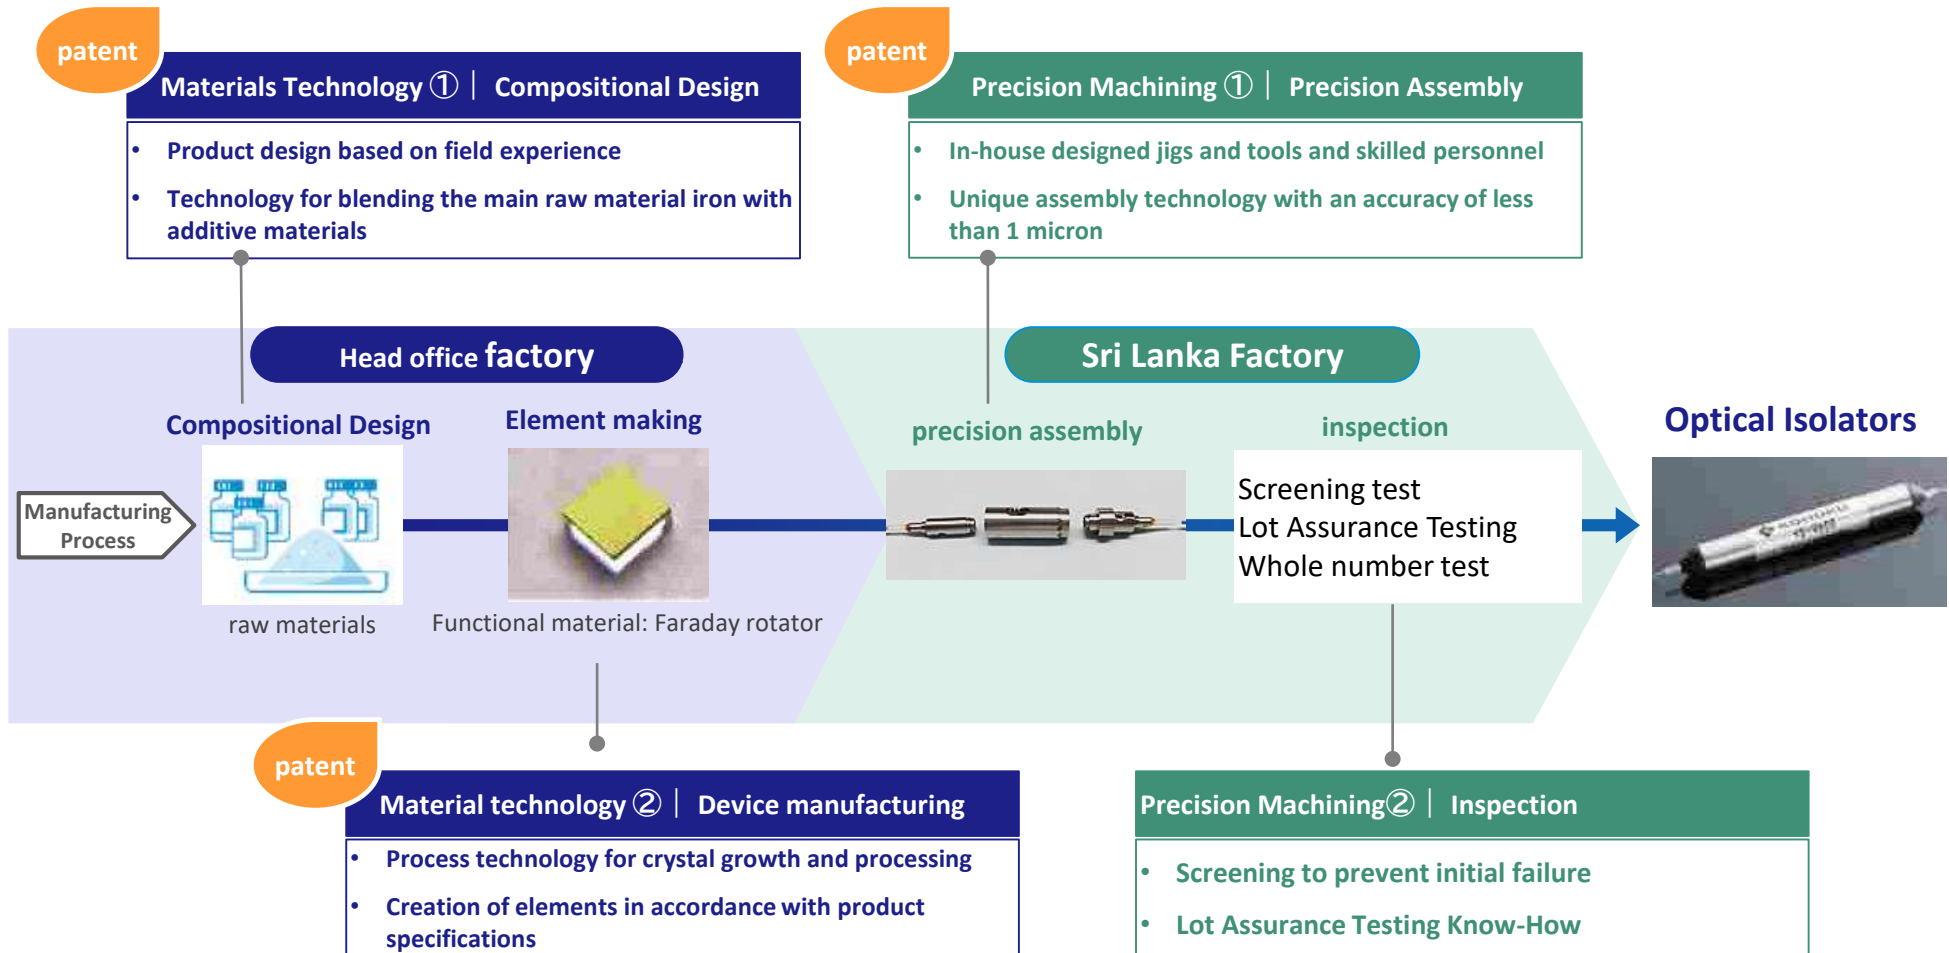 patent
Materials Technology ①｜ Compositional Design
• Product design based on field experience
• Technology for blending the main raw material iron with
additive materials
patent
Precision Machining ①｜ Precision Assembly
• In-house designed jigs and tools and skilled personnel
• Unique assembly technology with an accuracy of less
than 1 micron
Head office factory
Sri Lanka Factory
Manufacturing
Process
Compositional Design
raw materials
Element making
Functional material: Faraday rotator
precision assembly
inspection
Screening test
Lot Assurance Testing
Whole number test
Optical Isolators
patent
Material technology ②｜ Device manufacturing
• Process technology for crystal growth and processing
• Creation of elements in accordance with product
specifications
Precision Machining②｜ Inspection
• Screening to prevent initial failure
• Lot Assurance Testing Know-How